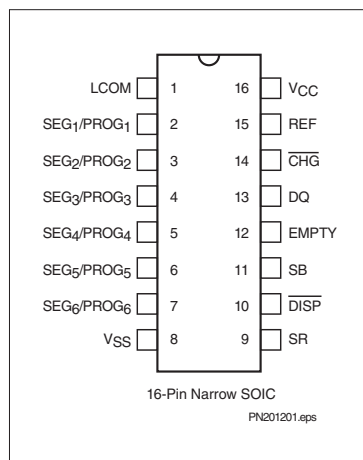 LCOM 1 16 VCC
SEG1/PROG1 2 15 REF
SEG2/PROG2 3 14 CHG
SEG3/PROG3 4 13 DQ
SEG4/PROG4 5 12 EMPTY
SEG5/PROG5 6 11 SB
SEG6/PROG6 7 10 DISP
VSS 8 9 SR
16-Pin Narrow SOIC
PN201201.eps